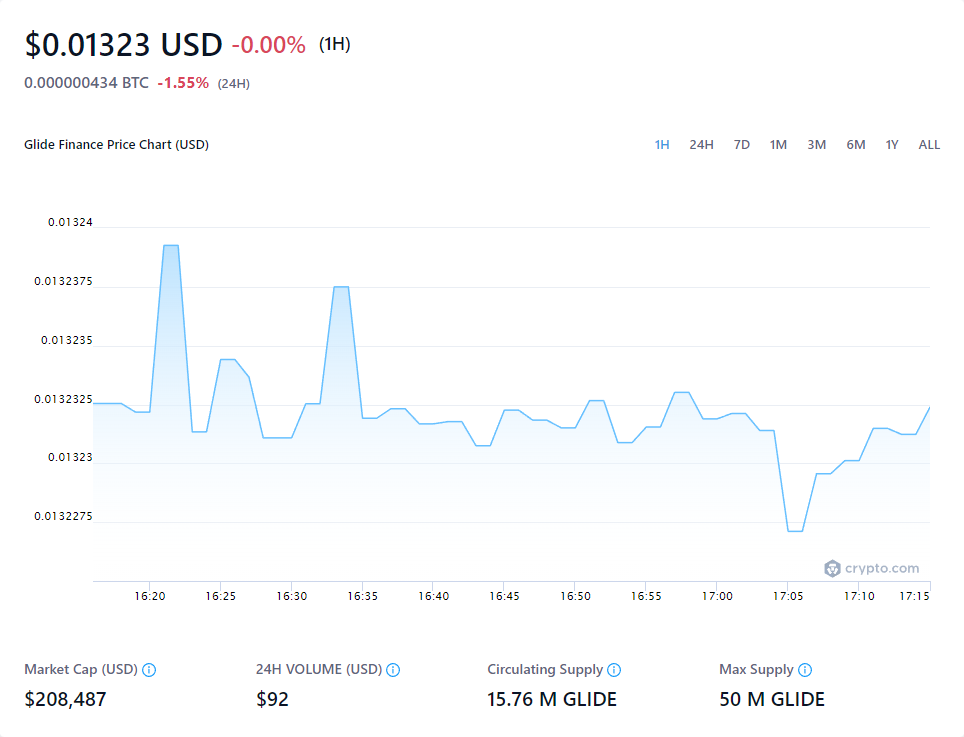 $0.01323 USD -0.00% (1H)
0.000000434 BTC -1.55% (24H)
Glide Finance Price Chart (USD)
1H 24H 7D 1M 3M 6M 1Y ALL
0.01324
0.0132375
0.013235
0.0132325
0.01323
0.0132275
crypto.com
16:20 16:25 16:30 16:35 16:40 16:45 16:50 16:55 17:00 17:05 17:10 17:15
Market Cap (USD) 24H VOLUME (USD) Circulating Supply Max Supply
$208,487 $92 15.76 M GLIDE 50 M GLIDE